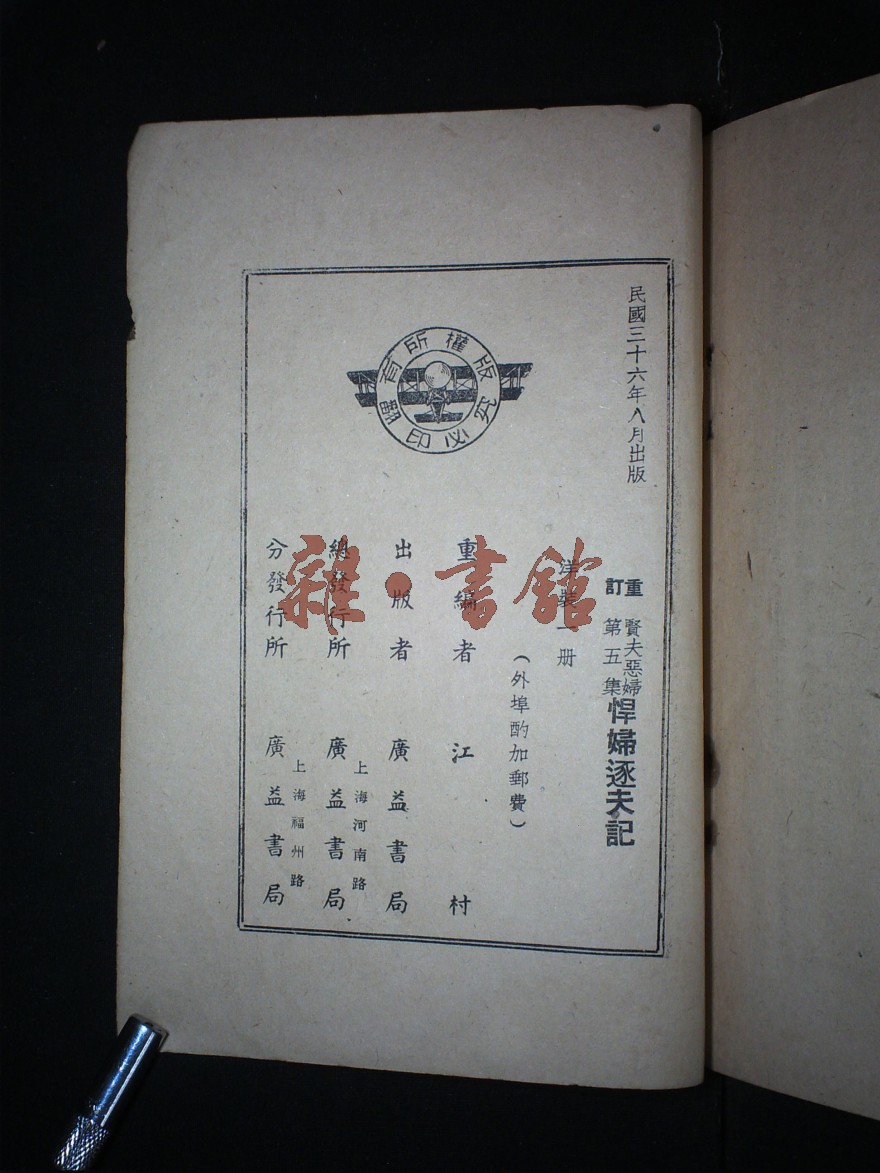 民國三十六年八月出版
重訂
賢夫惡婦
第五集
悍婦逐夫記
洋裝一册
（外埠酌加郵費）
重編者 江村
出版者 廣益書局
上海河南路
總發行所 廣益書局
上海福州路
分發行所 廣益書局
版權所有
翻印必究
雜·書館